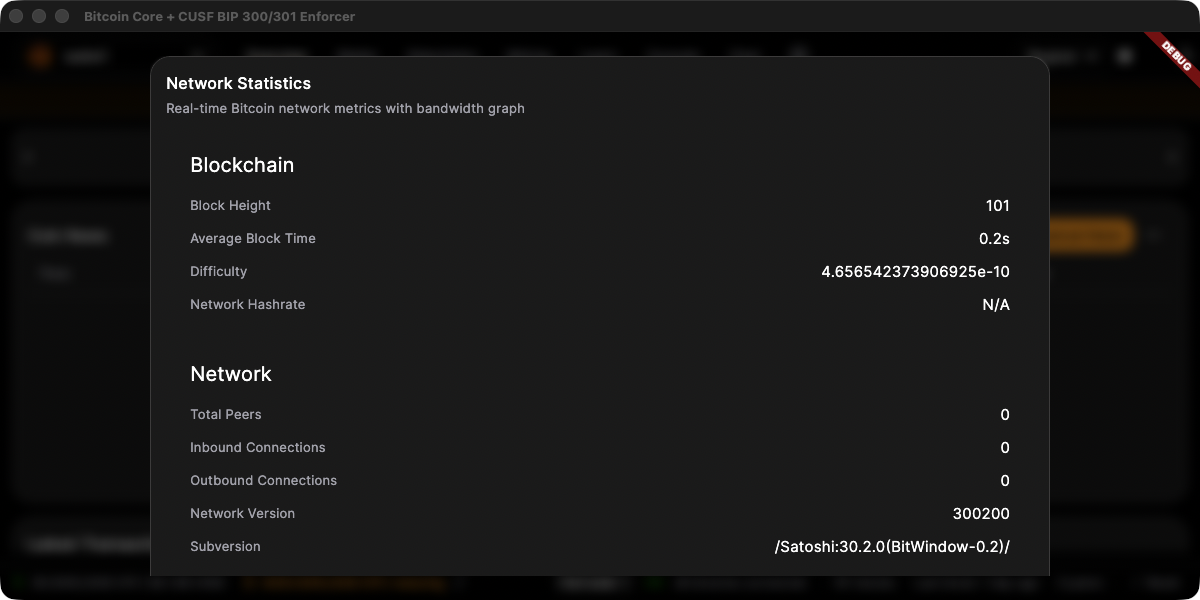 Bitcoin Core + CUSF BIP 300/301 Enforcer
DEBUG
Network Statistics
Real-time Bitcoin network metrics with bandwidth graph
Blockchain
Block Height 101
Average Block Time 0.2s
Difficulty 4.656542373906925e-10
Network Hashrate N/A
Network
Total Peers 0
Inbound Connections 0
Outbound Connections 0
Network Version 300200
Subversion /Satoshi:30.2.0(BitWindow-0.2)/